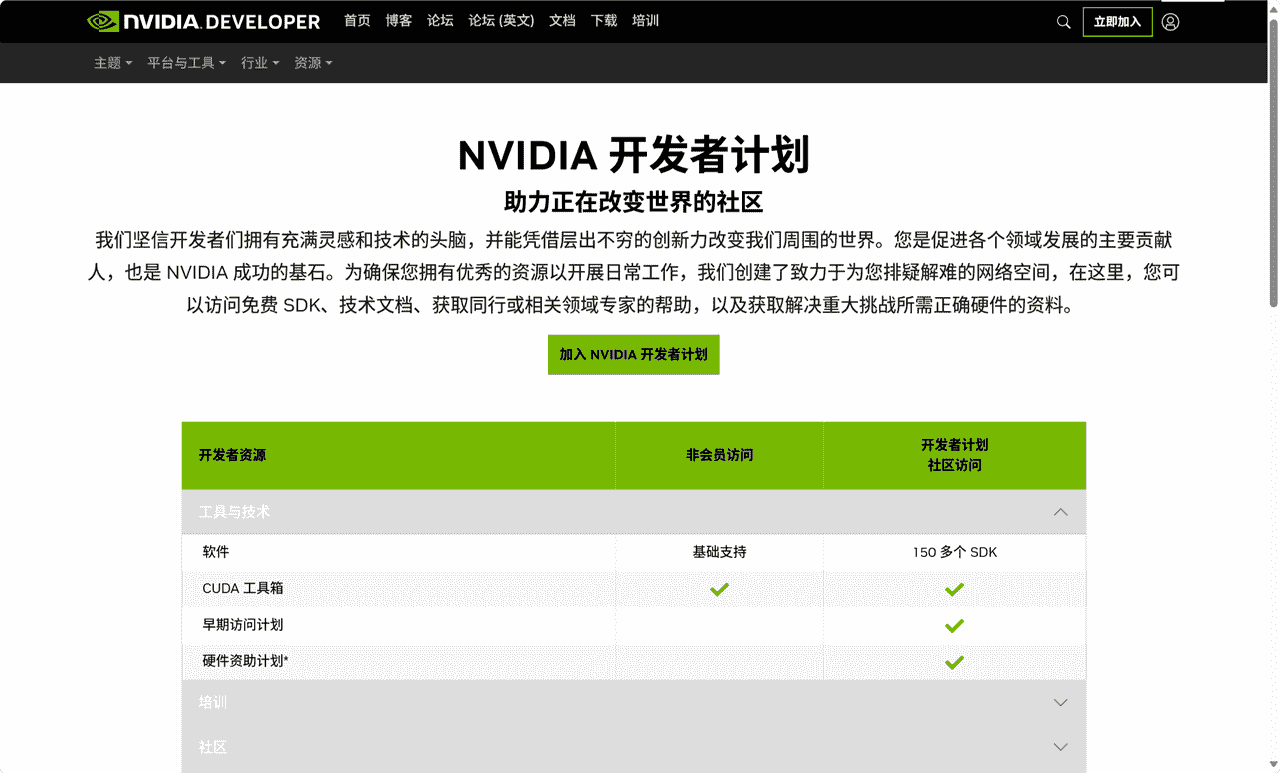 NVIDIA. DEVELOPER 首页 博客 论坛 论坛 (英文) 文档 下载 培训 立即加入
主题 平台与工具 行业 资源
NVIDIA 开发者计划
助力正在改变世界的社区
我们坚信开发者们拥有充满灵感和技术的头脑，并能凭借层出不穷的创新力改变我们周围的世界。您是促进各个领域发展的主要贡献
人，也是 NVIDIA 成功的基石。为确保您拥有优秀的资源以开展日常工作，我们创建了致力于为您排疑解难的网络空间，在这里，您可
以访问免费 SDK、技术文档、获取同行或相关领域专家的帮助，以及获取解决重大挑战所需正确硬件的资料。
加入 NVIDIA 开发者计划
开发者资源 非会员访问 开发者计划
社区访问
工具与技术
软件 基础支持 150 多个 SDK
CUDA 工具箱
早期访问计划
硬件资助计划*
培训
社区